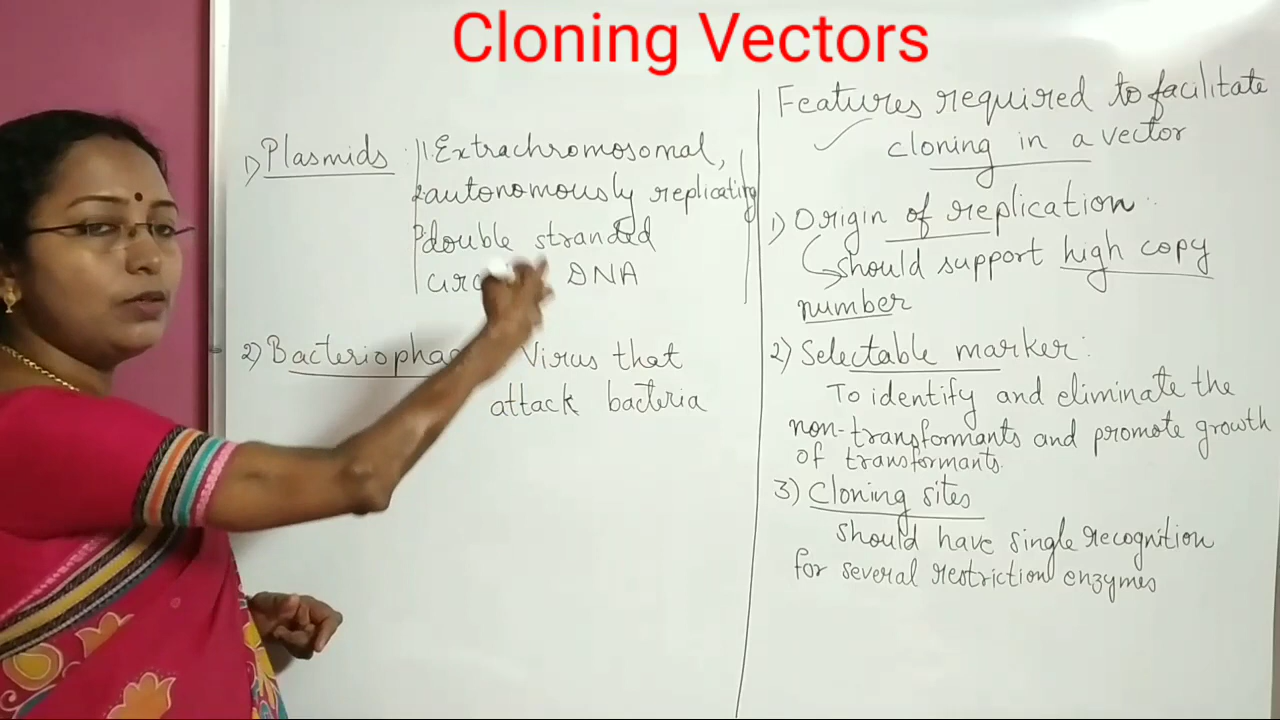 Cloning Vectors
1) Plasmids : 1. Extrachromosomal,
2. autonomously replicating
3. double stranded
DNA
2) Virus that
attack bacteria
Features required to facilitate
cloning in a vector
1) Origin of replication
should support high copy
number
2) Selectable marker:
To identify and eliminate the
non-transformants and promote growth
of transformants.
3) Cloning sites
should have single recognition
for several restriction enzymes